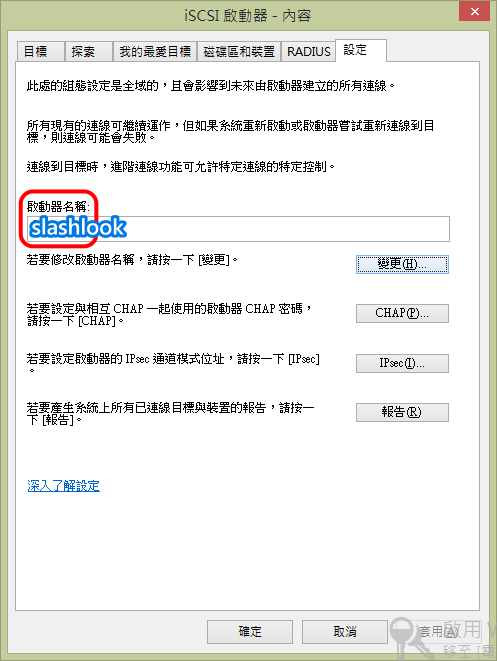 iSCSI 啟動器 - 內容
目標
探索
我的最愛目標
磁碟區和裝置
RADIUS
設定
此處的組態設定是全域的，且會影響到未來由啟動器建立的所有連線。
所有現有的連線可繼續運作，但如果系統重新啟動或啟動器嘗試重新連線到目
標，則連線可能會失敗。
連線到目標時，進階連線功能可允許特定連線的特定控制。
啟動器名稱:
slashlook
若要修改啟動器名稱，請按一下 [變更]。
變更(H)...
若要設定與相互 CHAP 一起使用的啟動器 CHAP 密碼，
請按一下 [CHAP]。
CHAP(P)...
若要設定啟動器的 IPsec 通道模式位址，請按一下 [IPsec]
。
IPsec(I)...
若要產生系統上所有已連線目標與裝置的報告，請按一
下 [報告]。
報告(R)
深入了解設定
確定
取消
套用(A)
啟用 W
移至 [電